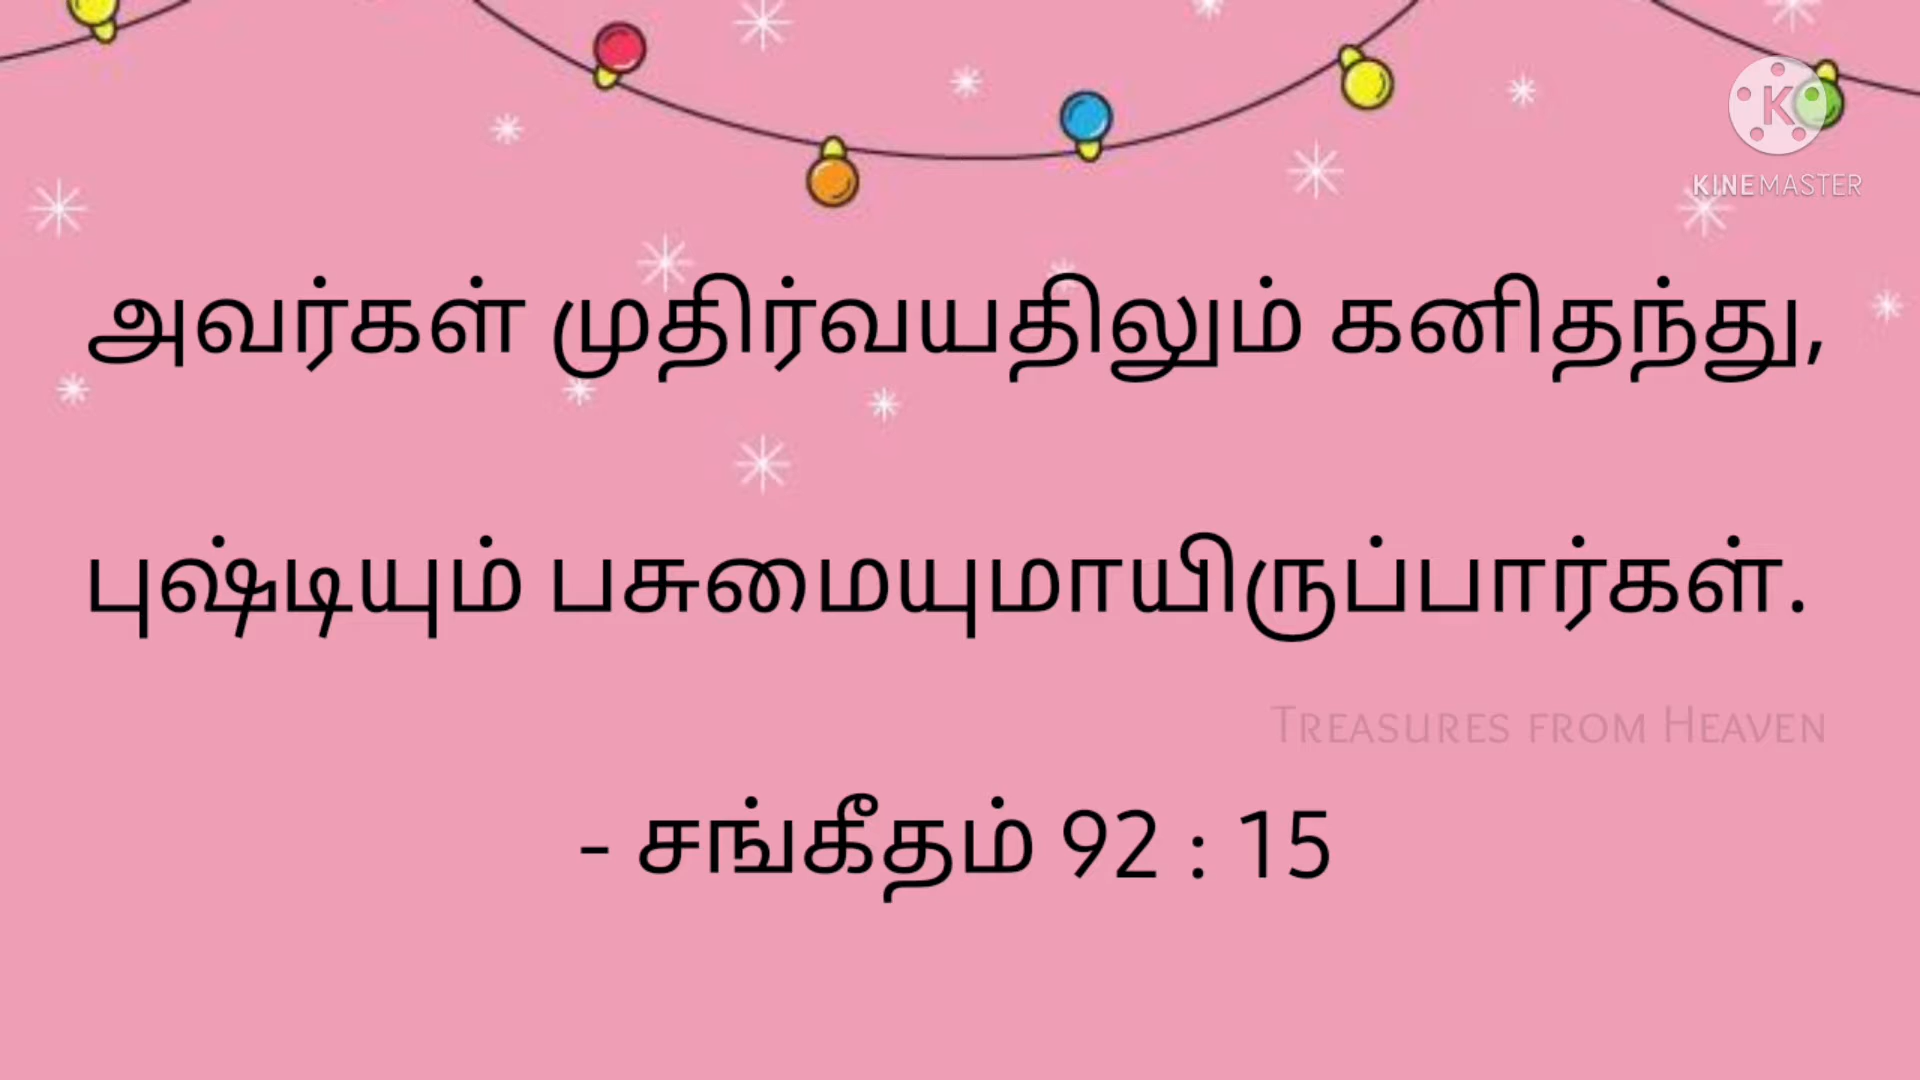 K
KINEMASTER
அவர்கள் முதிர்வயதிலும் கனிதந்து,
புஷ்டியும் பசுமையுமாயிருப்பார்கள்.
TREASURES FROM HEAVEN
- சங்கீதம் 92 : 15